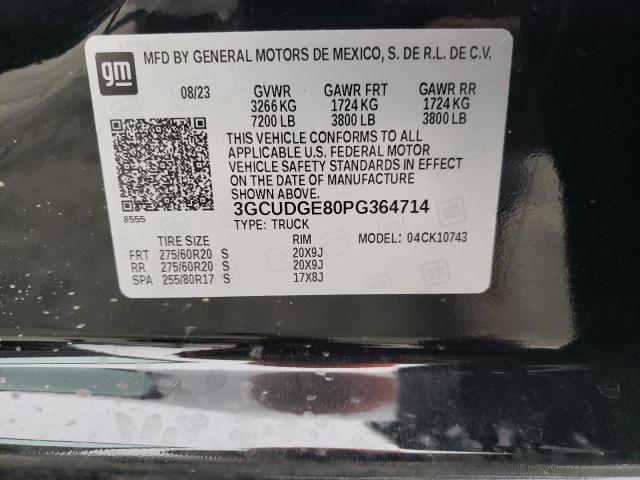 gm
MFD BY GENERAL MOTORS DE MEXICO, S. DE R.L. DE C.V.
08/23 GVWR GAWR FRT GAWR RR
3266 KG 1724 KG 1724 KG
7200 LB 3800 LB 3800 LB
THIS VEHICLE CONFORMS TO ALL
APPLICABLE U.S. FEDERAL MOTOR
VEHICLE SAFETY STANDARDS IN EFFECT
ON THE DATE OF MANUFACTURE
SHOWN ABOVE.
8555 3GCUDGE80PG364714
TYPE: TRUCK
TIRE SIZE RIM MODEL: 04CK10743
FRT 275/60R20 S 20X9J
RR 275/60R20 S 20X9J
SPA 255/80R17 S 17X8J